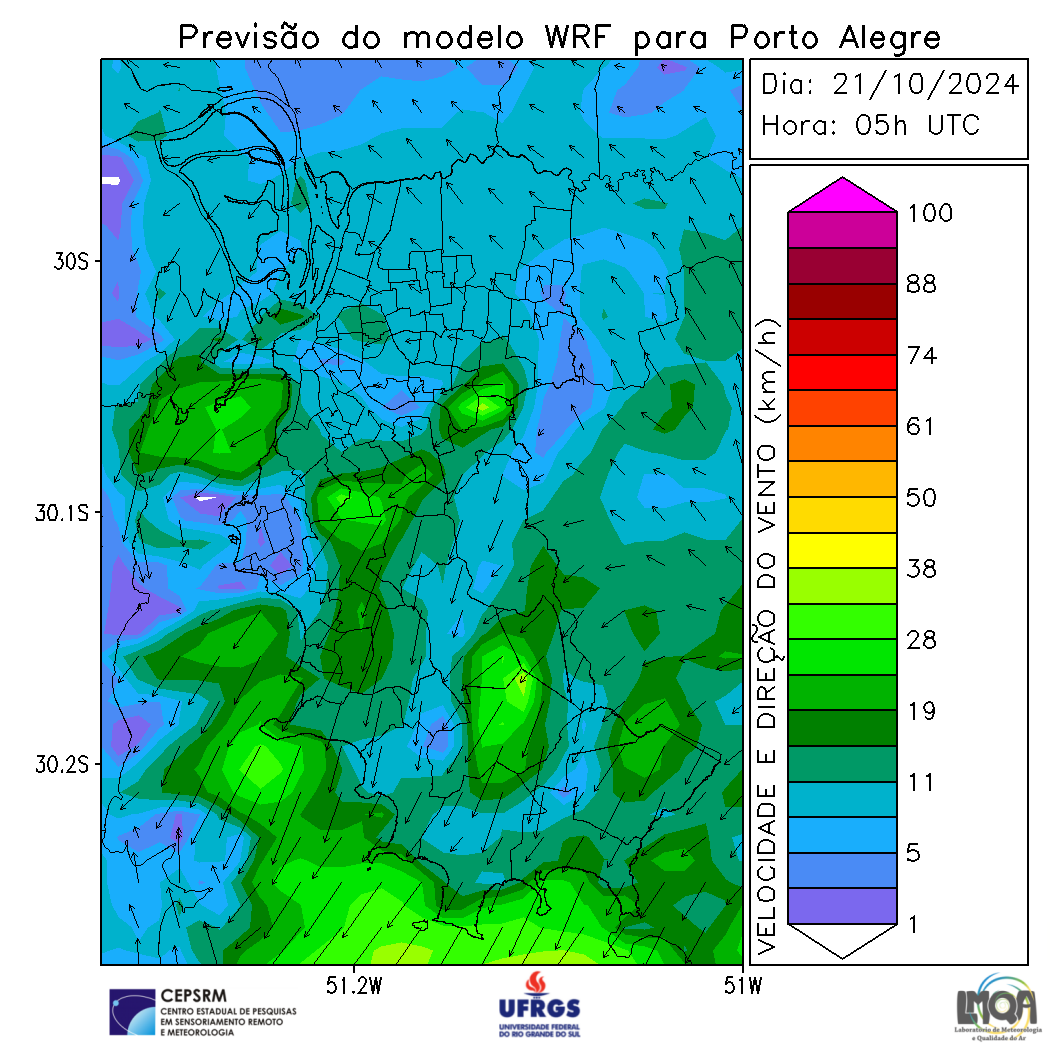 Previsão do modelo WRF para Porto Alegre
Dia: 21/10/2024
Hora: 05h UTC
30S
30.1S
30.2S
51.2W
51W
VELOCIDADE E DIREÇÃO DO VENTO (km/h)
100
88
74
61
50
38
28
19
11
5
1
CEPSRM
CENTRO ESTADUAL DE PESQUISAS
EM SENSORIAMENTO REMOTO
E METEOROLOGIA
UFRGS
UNIVERSIDADE FEDERAL
DO RIO GRANDE DO SUL
LMQA
Laboratório de Meteorologia
e Qualidade do Ar